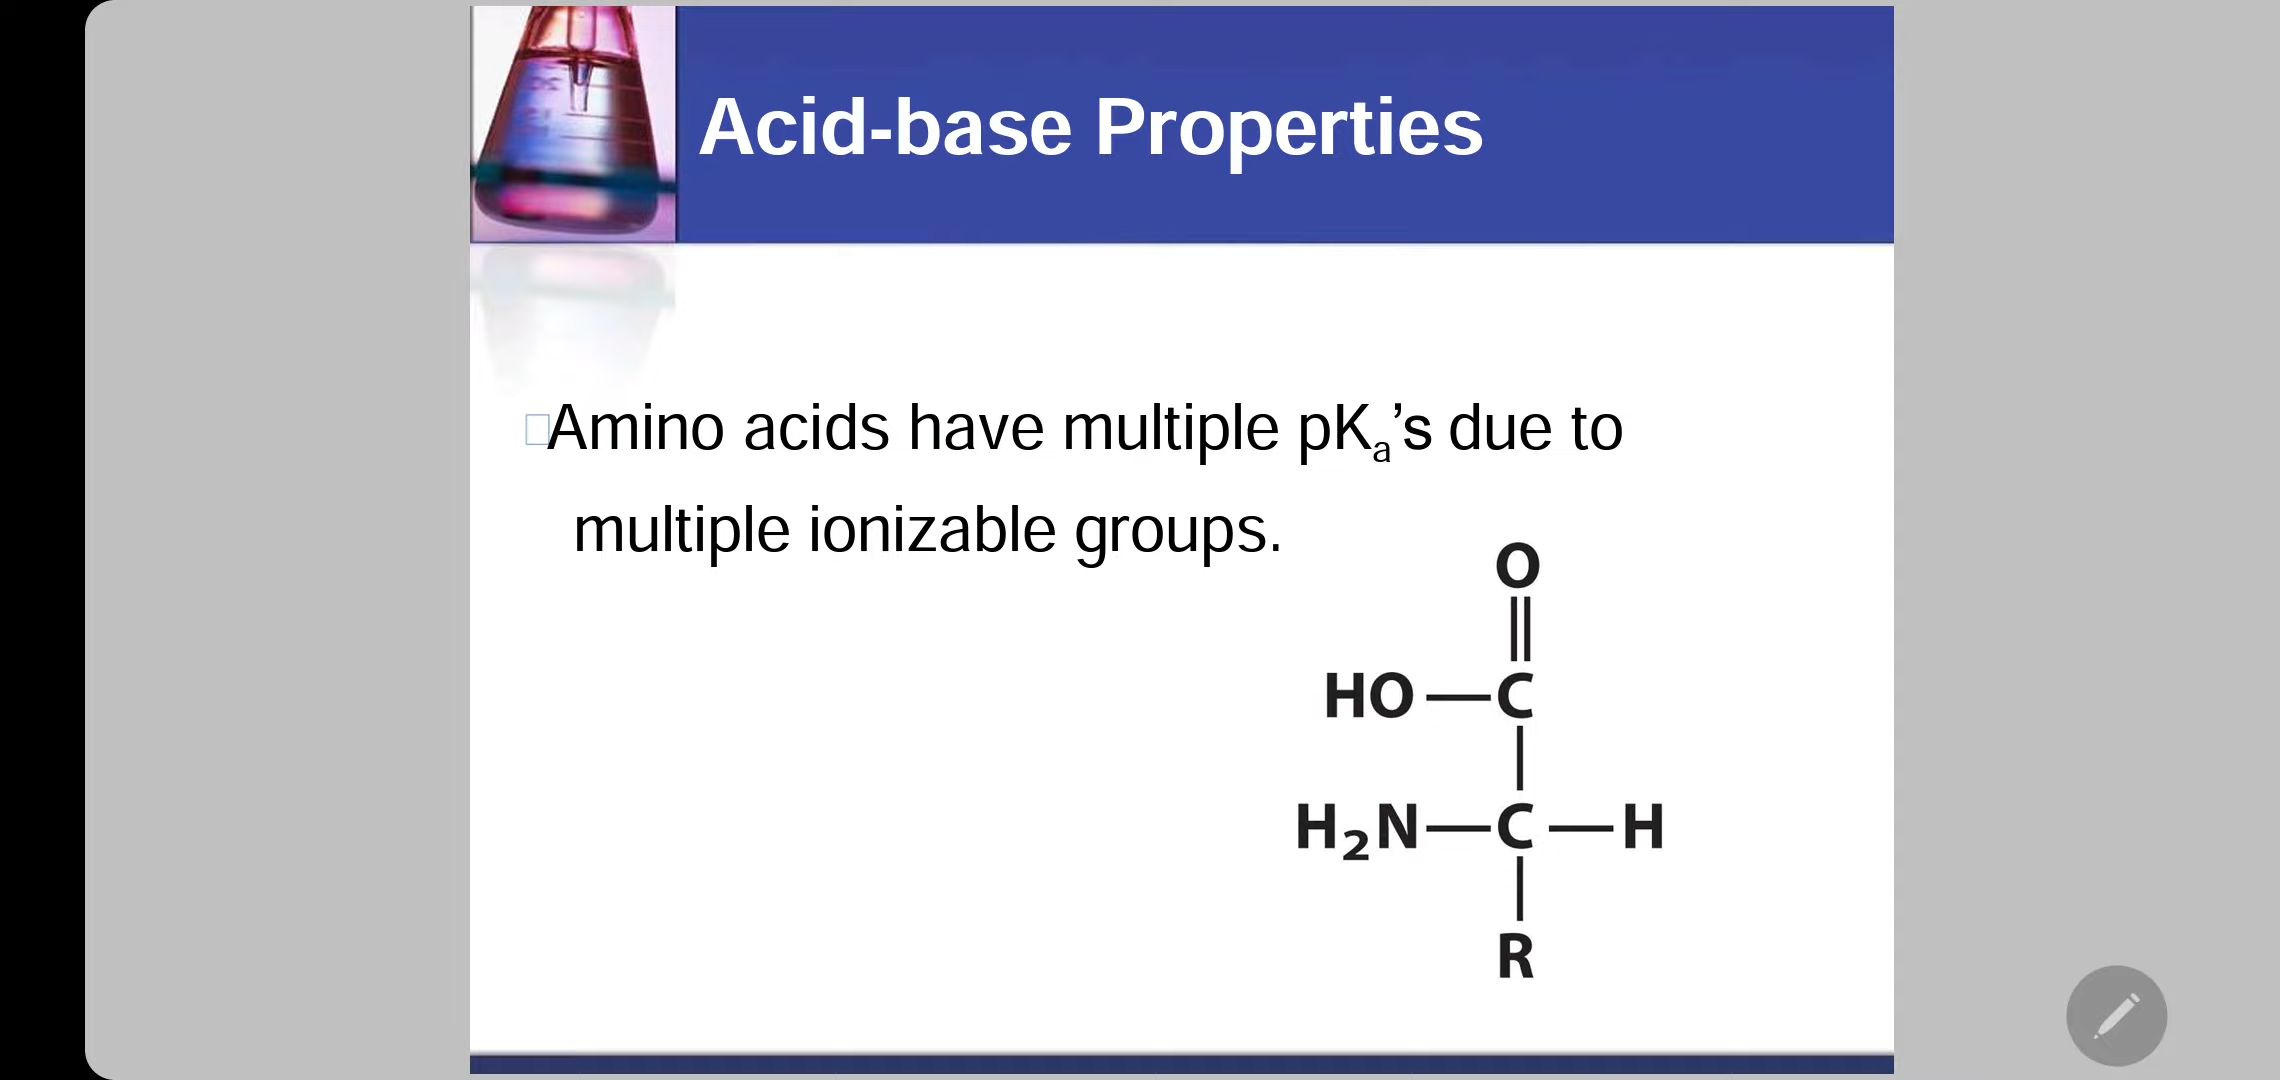 Acid-base Properties
Amino acids have multiple pKa’s due to
multiple ionizable groups.
O
HO C
H2N C H
R